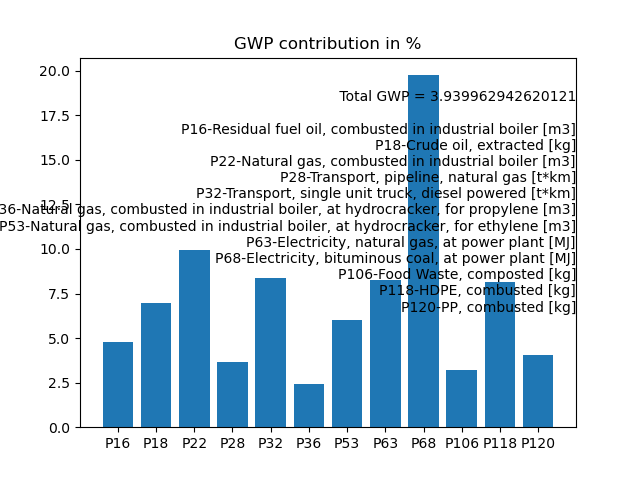 GWP contribution in %
20.0
17.5
15.0
12.5
10.0
7.5
5.0
2.5
0.0
Total GWP = 3.939962942620121
P16-Residual fuel oil, combusted in industrial boiler [m3]
P18-Crude oil, extracted [kg]
P22-Natural gas, combusted in industrial boiler [m3]
P28-Transport, pipeline, natural gas [t*km]
P32-Transport, single unit truck, diesel powered [t*km]
36-Natural gas, combusted in industrial boiler, at hydrocracker, for propylene [m3]
P53-Natural gas, combusted in industrial boiler, at hydrocracker, for ethylene [m3]
P63-Electricity, natural gas, at power plant [MJ]
P68-Electricity, bituminous coal, at power plant [MJ]
P106-Food Waste, composted [kg]
P118-HDPE, combusted [kg]
P120-PP, combusted [kg]
P16 P18 P22 P28 P32 P36 P53 P63 P68 P106 P118 P120